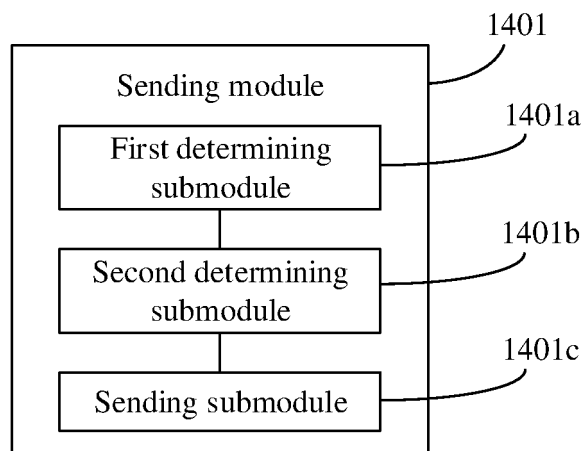 1401
Sending module
1401a
First determining
submodule
1401b
Second determining
submodule
1401c
Sending submodule